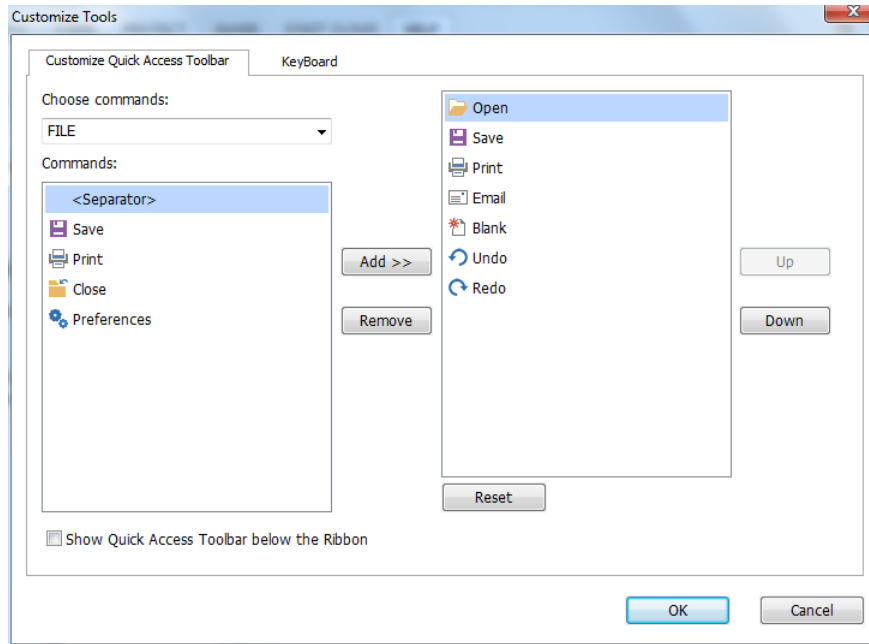 Customize Tools
X
Customize Quick Access Toolbar
KeyBoard
Choose commands:
FILE
Commands:
<Separator>
Save
Print
Close
Preferences
Add >>
Remove
Open
Save
Print
Email
Blank
Undo
Redo
Up
Down
Reset
Show Quick Access Toolbar below the Ribbon
OK
Cancel